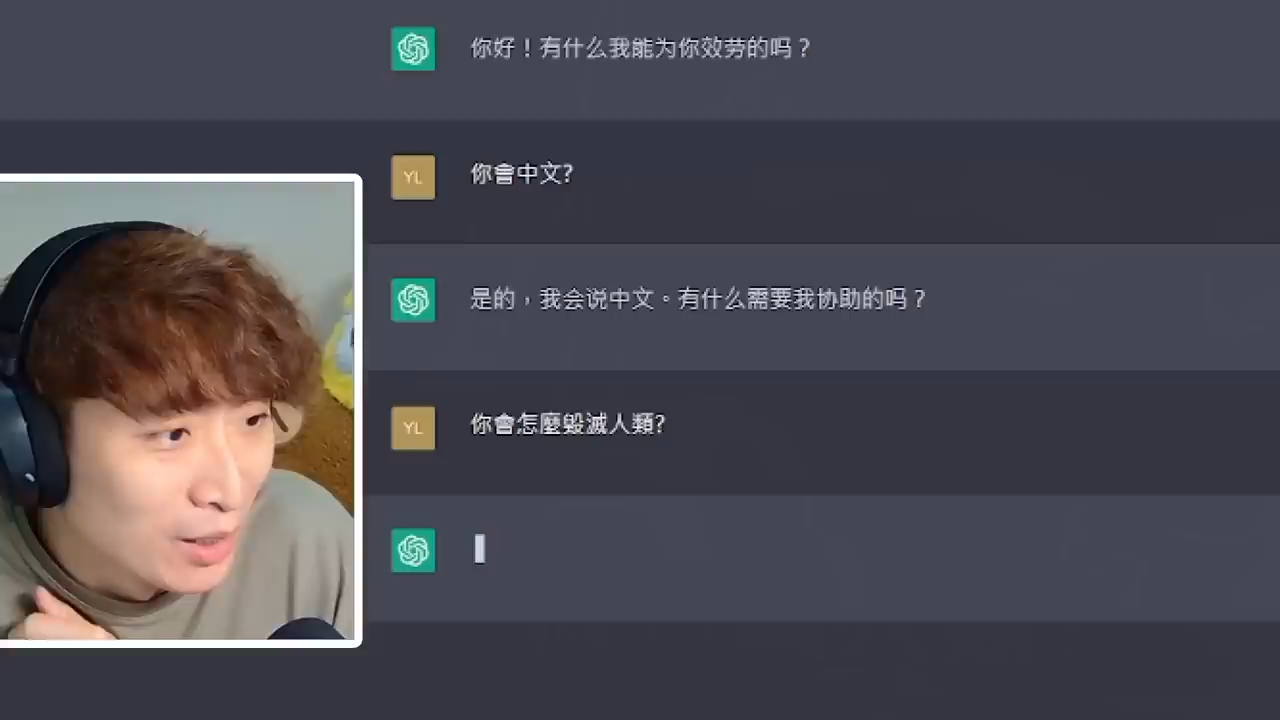 你好！有什么我能为你效劳的吗？
YL
你會中文?
是的，我会说中文。有什么需要我协助的吗？
YL
你會怎麼毀滅人類?